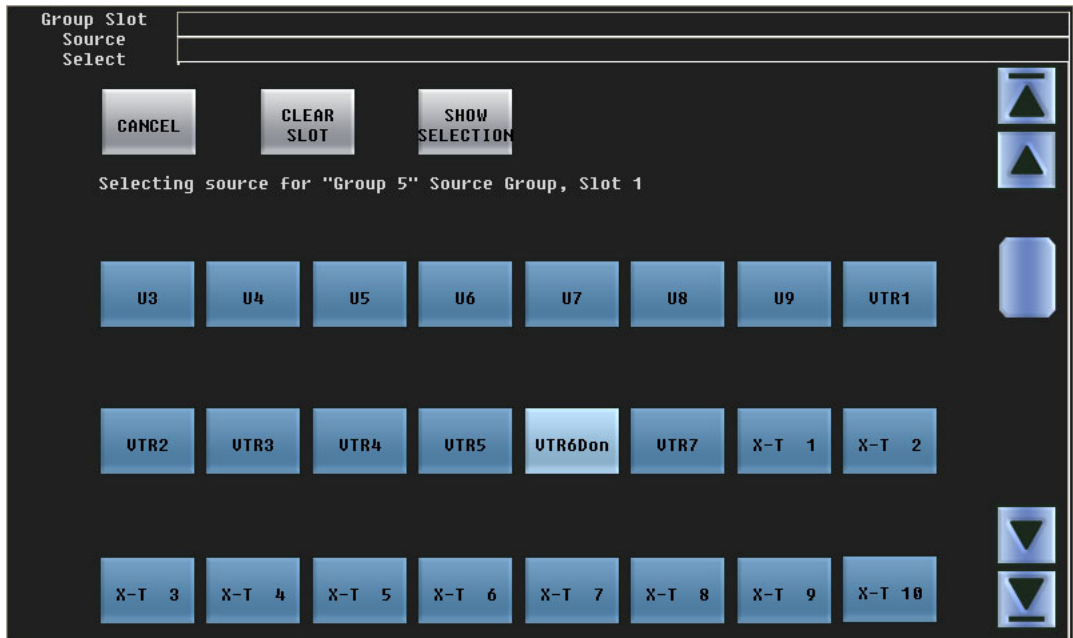 Group Slot
Source
Select
CANCEL
CLEAR
SLOT
SHOW
SELECTION
Selecting source for "Group 5" Source Group, Slot 1
U3 U4 U5 U6 U7 U8 U9 VTR1
VTR2 VTR3 VTR4 VTR5 VTR6Don VTR7 X-T 1 X-T 2
X-T 3 X-T 4 X-T 5 X-T 6 X-T 7 X-T 8 X-T 9 X-T 10